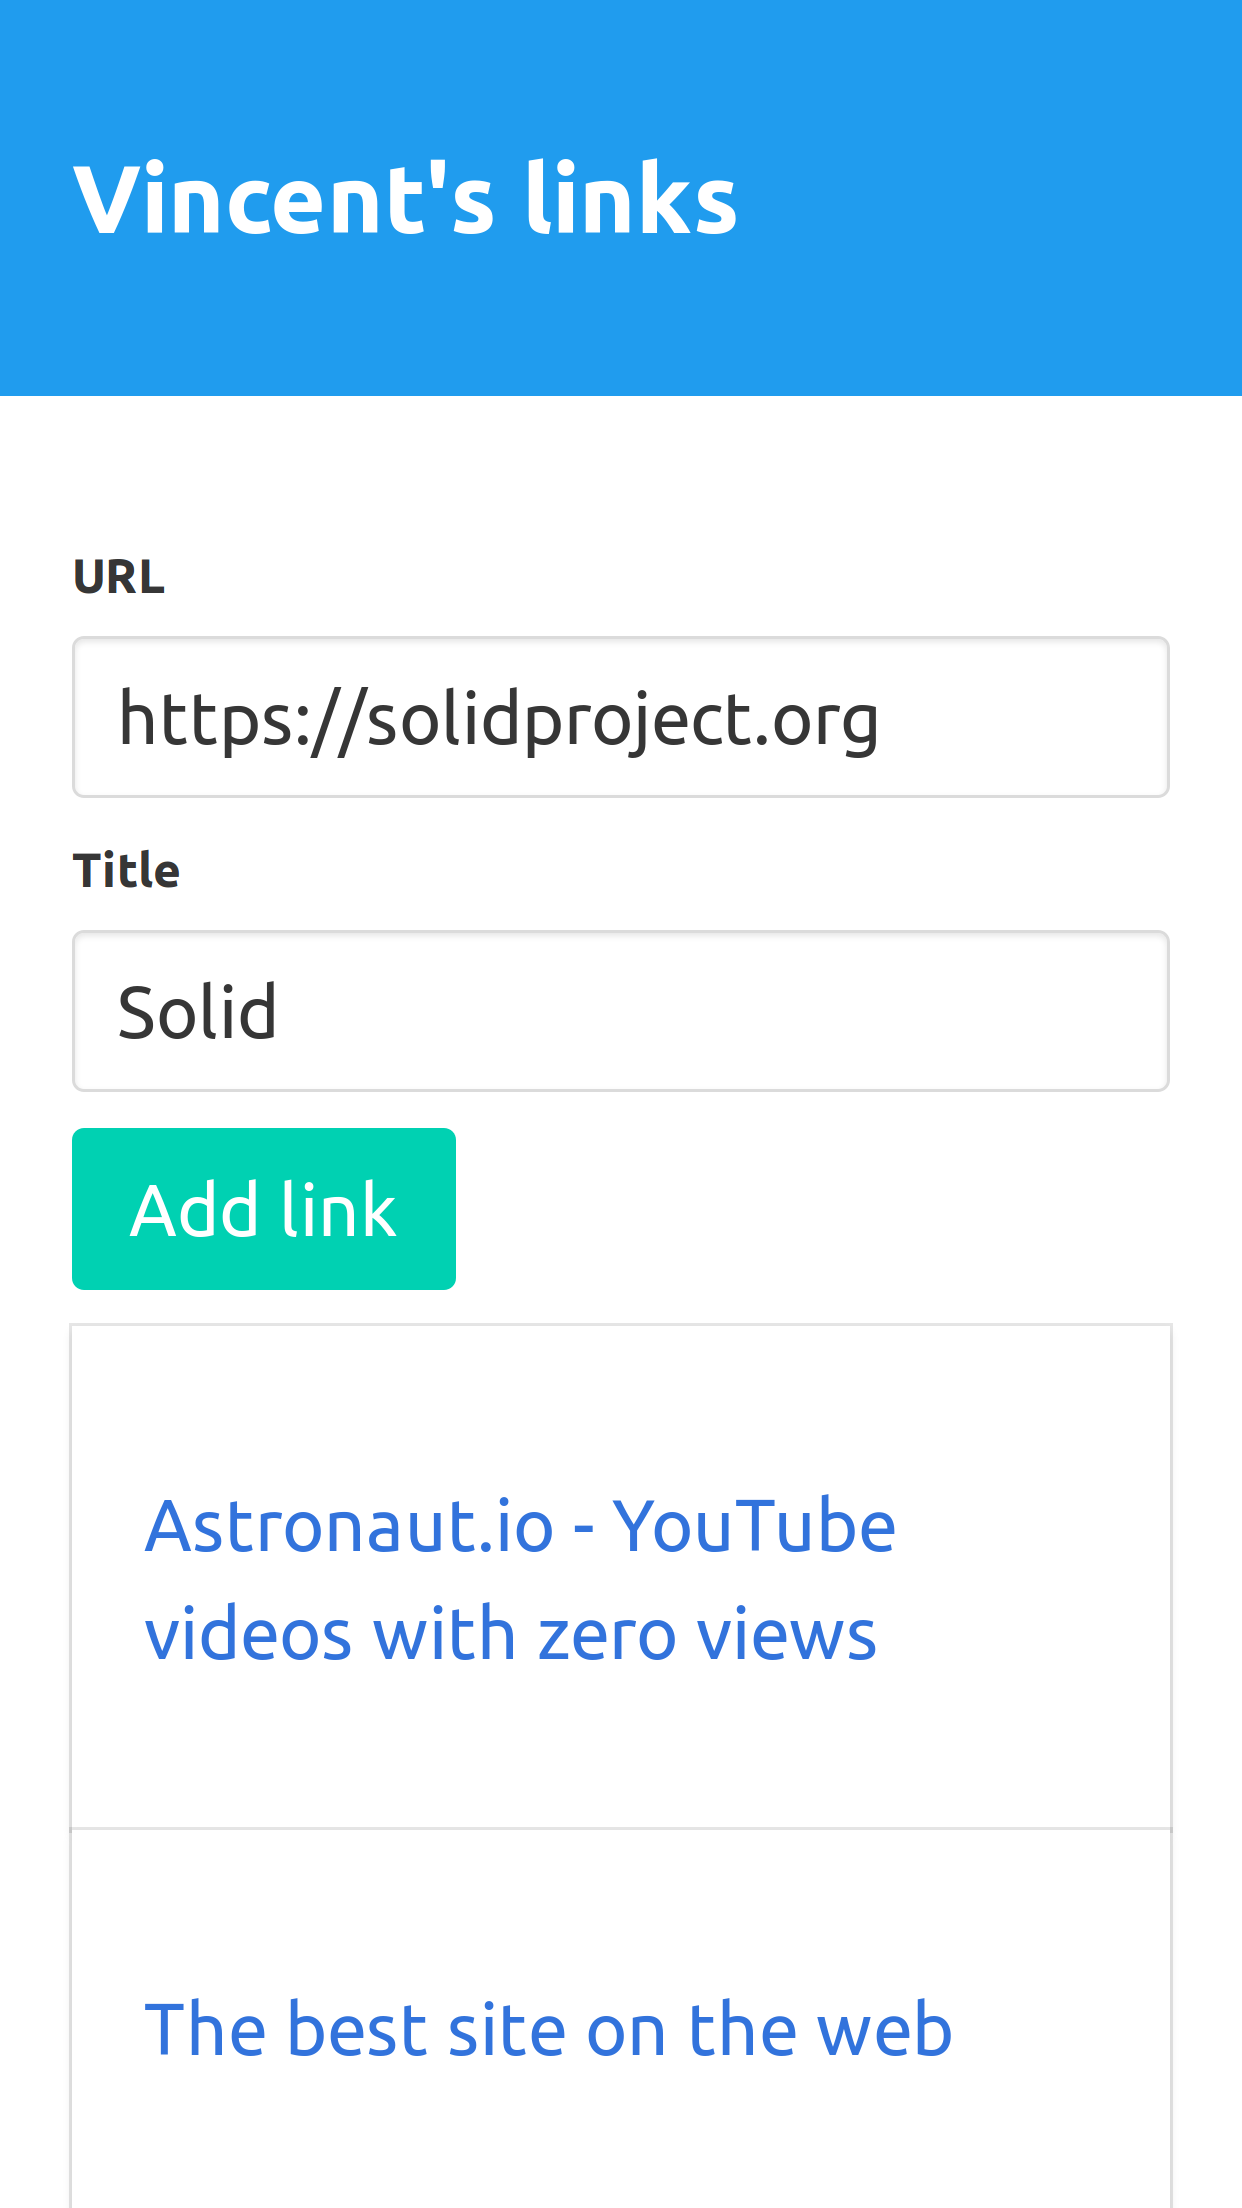 Vincent's links
URL
https://solidproject.org
Title
Solid
Add link
Astronaut.io - YouTube
videos with zero views
The best site on the web